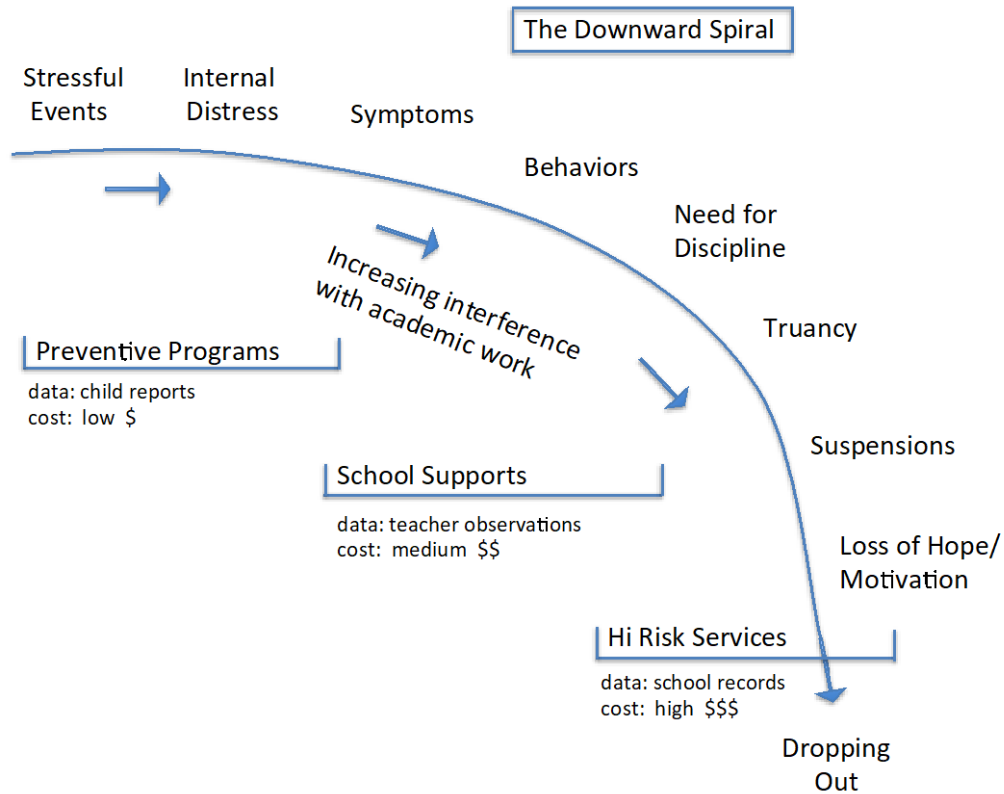 The Downward Spiral
Stressful
Events
Internal
Distress
Symptoms
Behaviors
Need for
Discipline
Increasing interference
with academic work
Truancy
Preventive Programs
data: child reports
cost: low $
Suspensions
School Supports
data: teacher observations
cost: medium $$
Loss of Hope/
Motivation
Hi Risk Services
data: school records
cost: high $$$
Dropping
Out